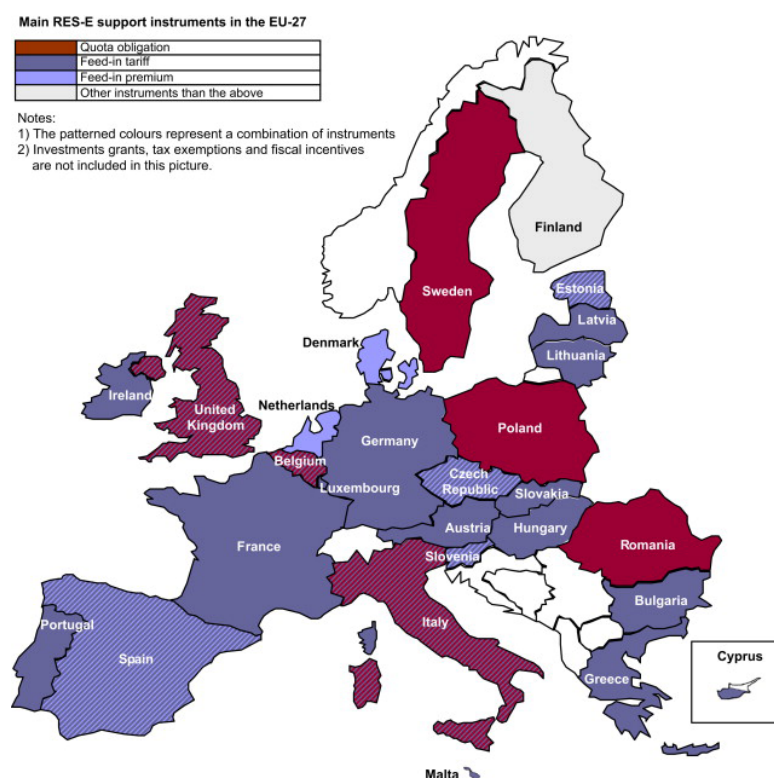 Main RES-E support instruments in the EU-27
Quota obligation
Feed-in tariff
Feed-in premium
Other instruments than the above
Notes:
1) The patterned colours represent a combination of instruments
2) Investments grants, tax exemptions and fiscal incentives
are not included in this picture.
Finland
Sweden
Estonia
Latvia
Denmark
Lithuania
Ireland
Netherlands
United
Kingdom
Germany
Poland
Belgium
Czech
Republic
Luxembourg
Slovakia
Austria
Hungary
France
Slovenia
Romania
Bulgaria
Portugal
Italy
Spain
Cyprus
Greece
Malta